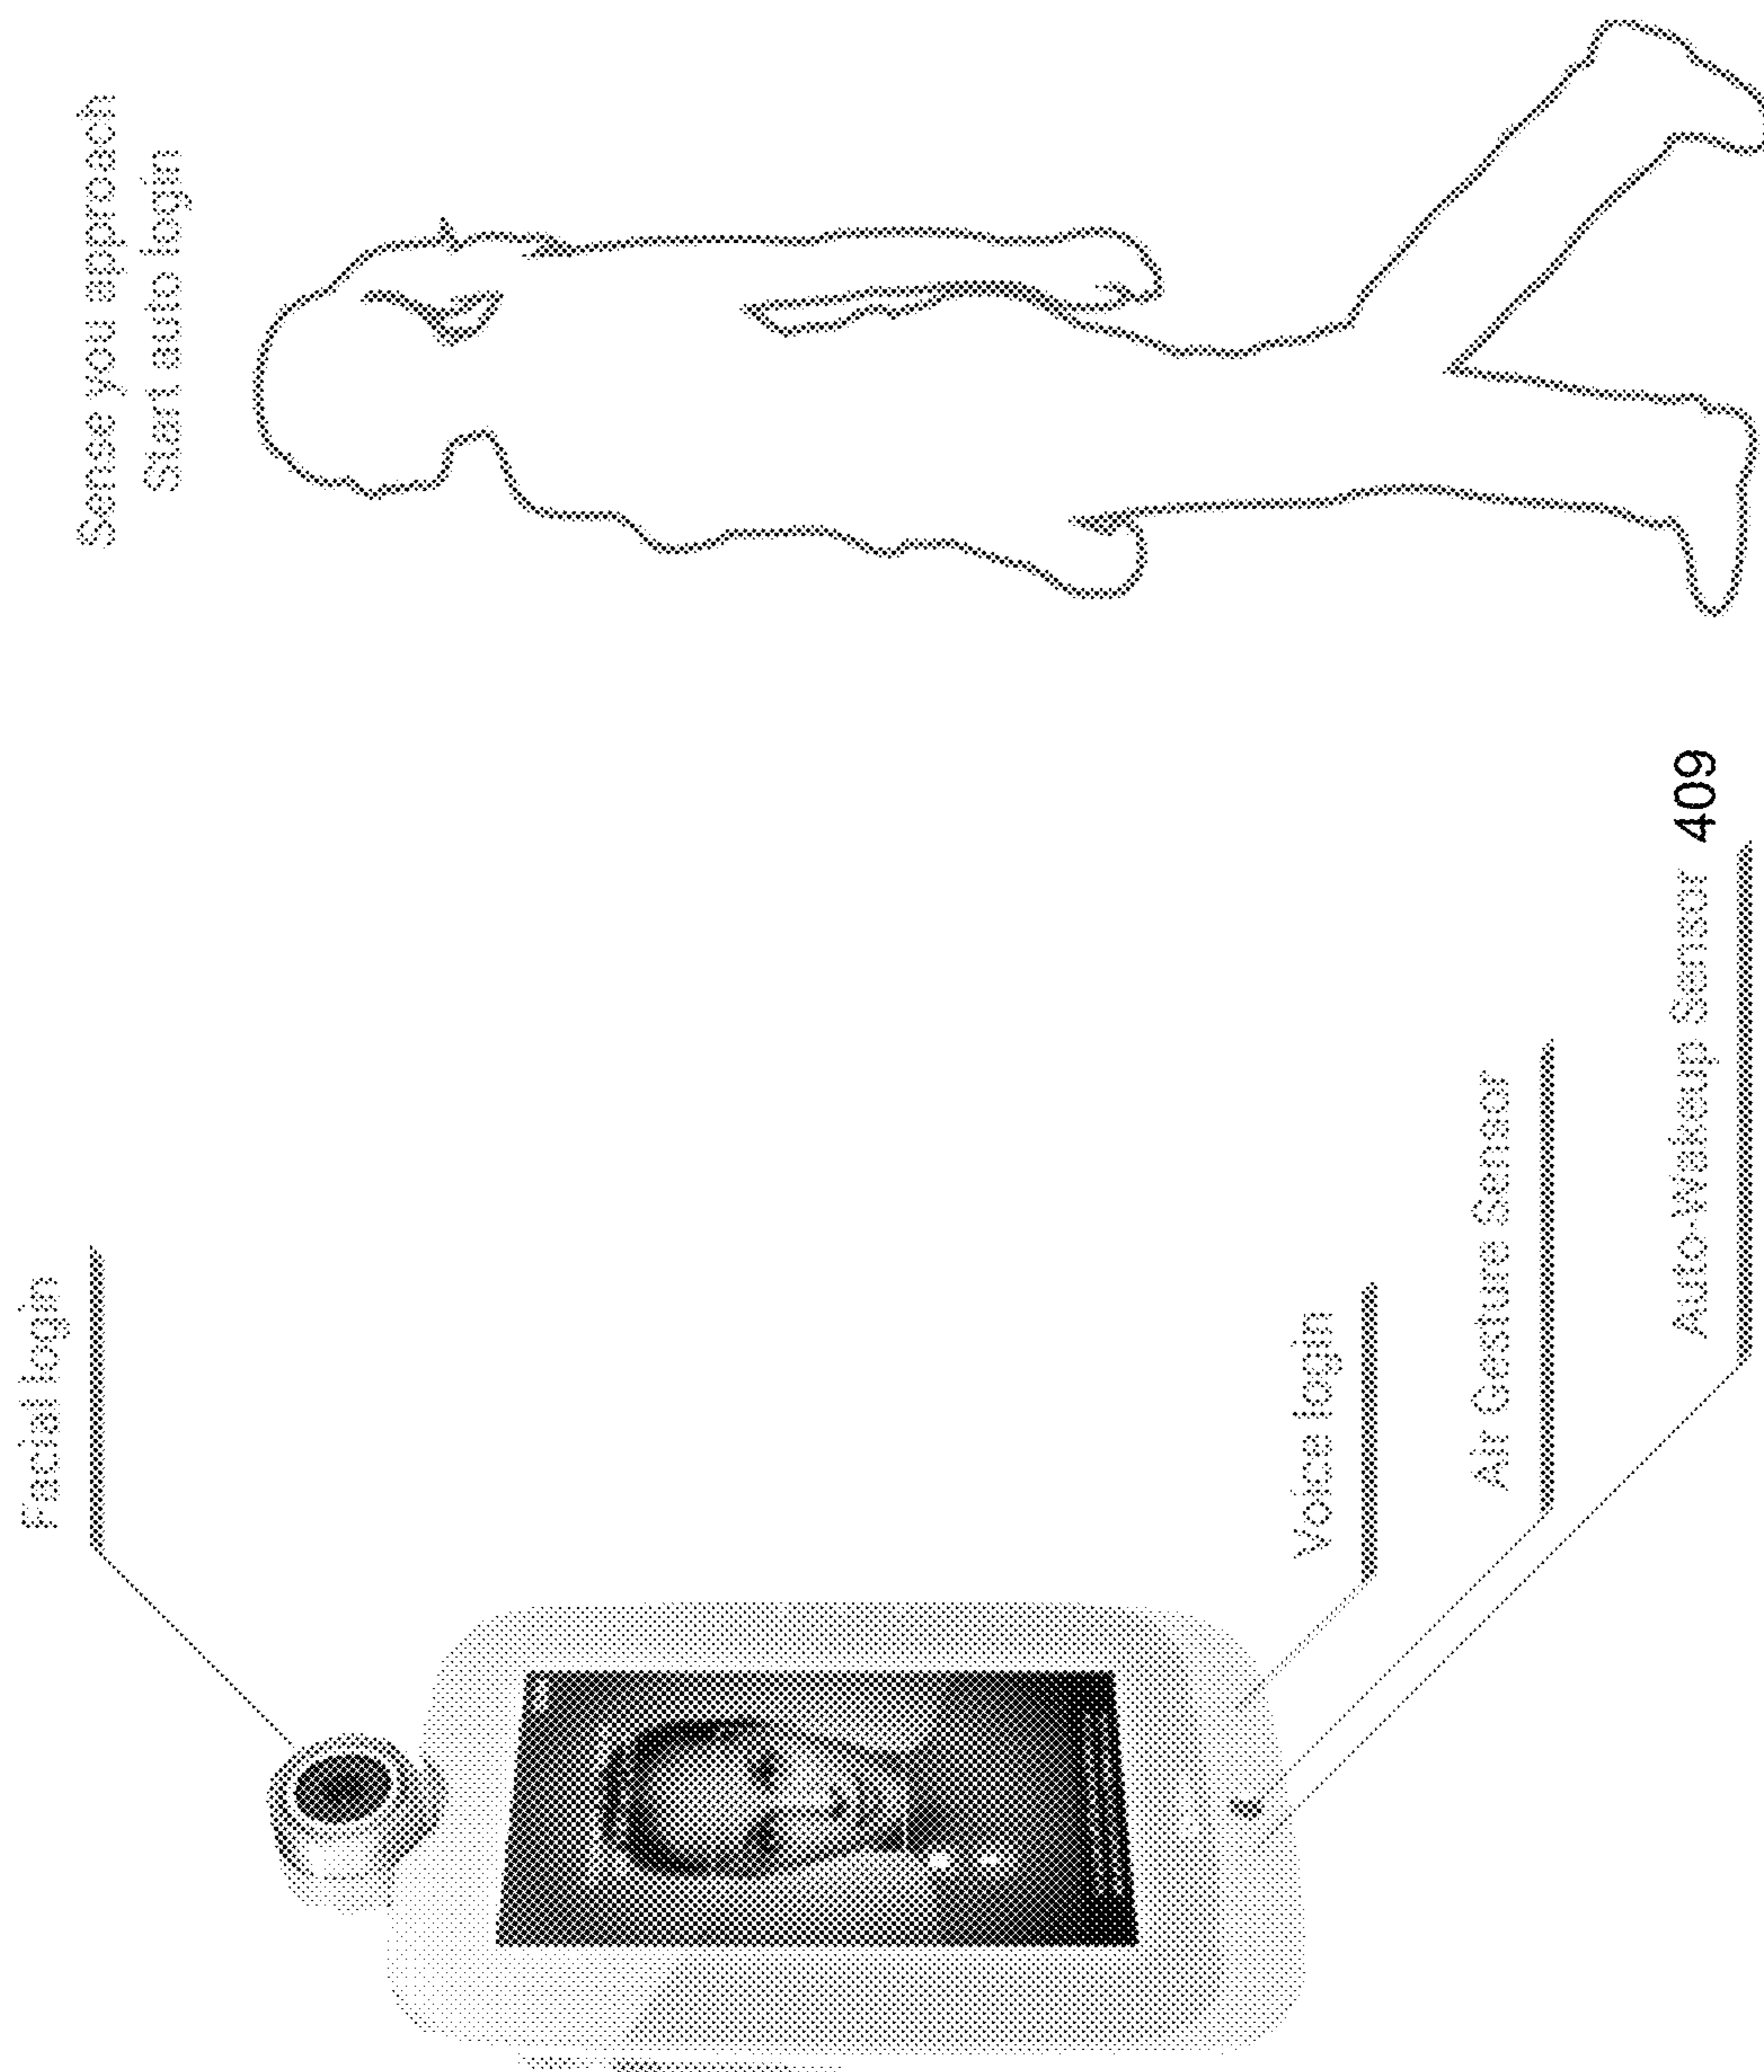 Sense you approach
Start auto login
Facial login
Voice login
Air Gesture Sensor
Auto-Wakeup Sensor 409